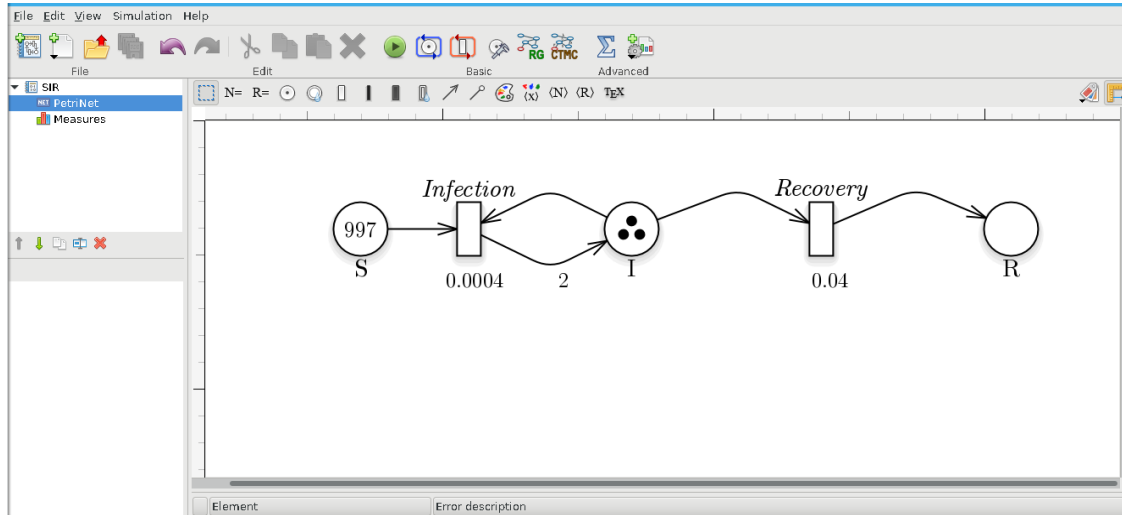 File Edit View Simulation Help
RG CTMC
File Edit Basic Advanced
SIR
PetriNet
Measures
N= R= ⟨X⟩ ⟨N⟩ ⟨R⟩ TEX
Infection Recovery
997
S I R
0.0004 2 0.04
Element Error description